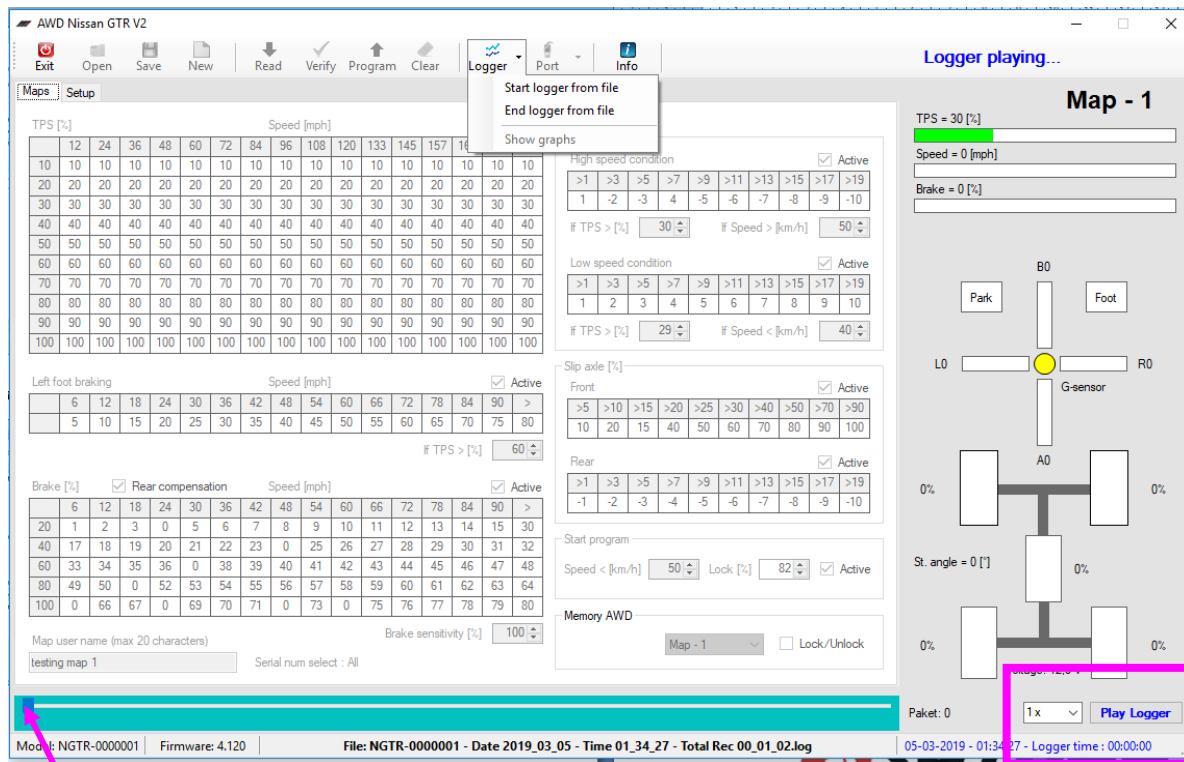 AWD Nissan GTR V2
Exit Open Save New Read Verify Program Clear Logger Port Info
Logger playing...
Start logger from file
End logger from file
Show graphs
Maps Setup
Map - 1
TPS = 30 [%]
Speed = 0 [mph]
Brake = 0 [%]
TPS [%] Speed [mph]
12 24 36 48 60 72 84 96 108 120 133 145 157
10 10 10 10 10 10 10 10 10 10 10 10 10 10 10 10
20 20 20 20 20 20 20 20 20 20 20 20 20 20 20 20
30 30 30 30 30 30 30 30 30 30 30 30 30 30 30 30
40 40 40 40 40 40 40 40 40 40 40 40 40 40 40 40
50 50 50 50 50 50 50 50 50 50 50 50 50 50 50 50
60 60 60 60 60 60 60 60 60 60 60 60 60 60 60 60
70 70 70 70 70 70 70 70 70 70 70 70 70 70 70 70
80 80 80 80 80 80 80 80 80 80 80 80 80 80 80 80
90 90 90 90 90 90 90 90 90 90 90 90 90 90 90 90
100 100 100 100 100 100 100 100 100 100 100 100 100 100 100 100
High speed condition Active
>1 >3 >5 >7 >9 >11 >13 >15 >17 >19
1 -2 -3 4 -5 -6 -7 -8 -9 -10
If TPS > [%] 30 If Speed > [km/h] 50
Low speed condition Active
>1 >3 >5 >7 >9 >11 >13 >15 >17 >19
1 2 3 4 5 6 7 8 9 10
If TPS > [%] 29 If Speed < [km/h] 40
Left foot braking Speed [mph] Active
6 12 18 24 30 36 42 48 54 60 66 72 78 84 90 >
5 10 15 20 25 30 35 40 45 50 55 60 65 70 75 80
If TPS > [%] 60
Slip axle [%]
Front Active
>5 >10 >15 >20 >25 >30 >40 >50 >70 >90
10 20 15 40 50 60 70 80 90 100
Rear Active
>1 >3 >5 >7 >9 >11 >13 >15 >17 >19
-1 -2 -3 -4 -5 -6 -7 -8 -9 -10
Brake [%] Rear compensation Speed [mph] Active
6 12 18 24 30 36 42 48 54 60 66 72 78 84 90 >
20 1 2 3 0 5 6 7 8 9 10 11 12 13 14 15 30
40 17 18 19 20 21 22 23 0 25 26 27 28 29 30 31 32
60 33 34 35 36 0 38 39 40 41 42 43 44 45 46 47 48
80 49 50 0 52 53 54 55 56 57 58 59 60 61 62 63 64
100 0 66 67 0 69 70 71 0 73 0 75 76 77 78 79 80
Brake sensitivity [%] 100
Start program
Speed < [km/h] 50 Lock [%] 82 Active
Memory AWD
Map - 1 Lock/Unlock
Map user name (max 20 characters)
testing map 1 Serial num select : All
B0
Park Foot
L0 R0
G-sensor
A0
0% 0%
St. angle = 0 [°] 0%
0% 0%
Paket: 0 1 x Play Logger
Model: NGTR-0000001 Firmware: 4.120 File: NGTR-0000001 - Date 2019_03_05 - Time 01_34_27 - Total Rec 00_01_02.log 05-03-2019 - 01:34:27 - Logger time : 00:00:00